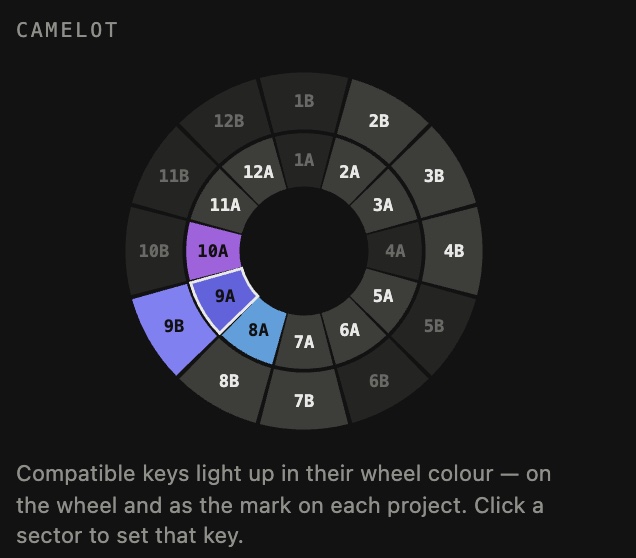 CAMELOT
1B
12B
2B
1A
12A
2A
11B
3B
11A
3A
10B
10A
4A
4B
9A
5A
9B
5B
8A
6A
7A
8B
6B
7B
Compatible keys light up in their wheel colour — on
the wheel and as the mark on each project. Click a
sector to set that key.